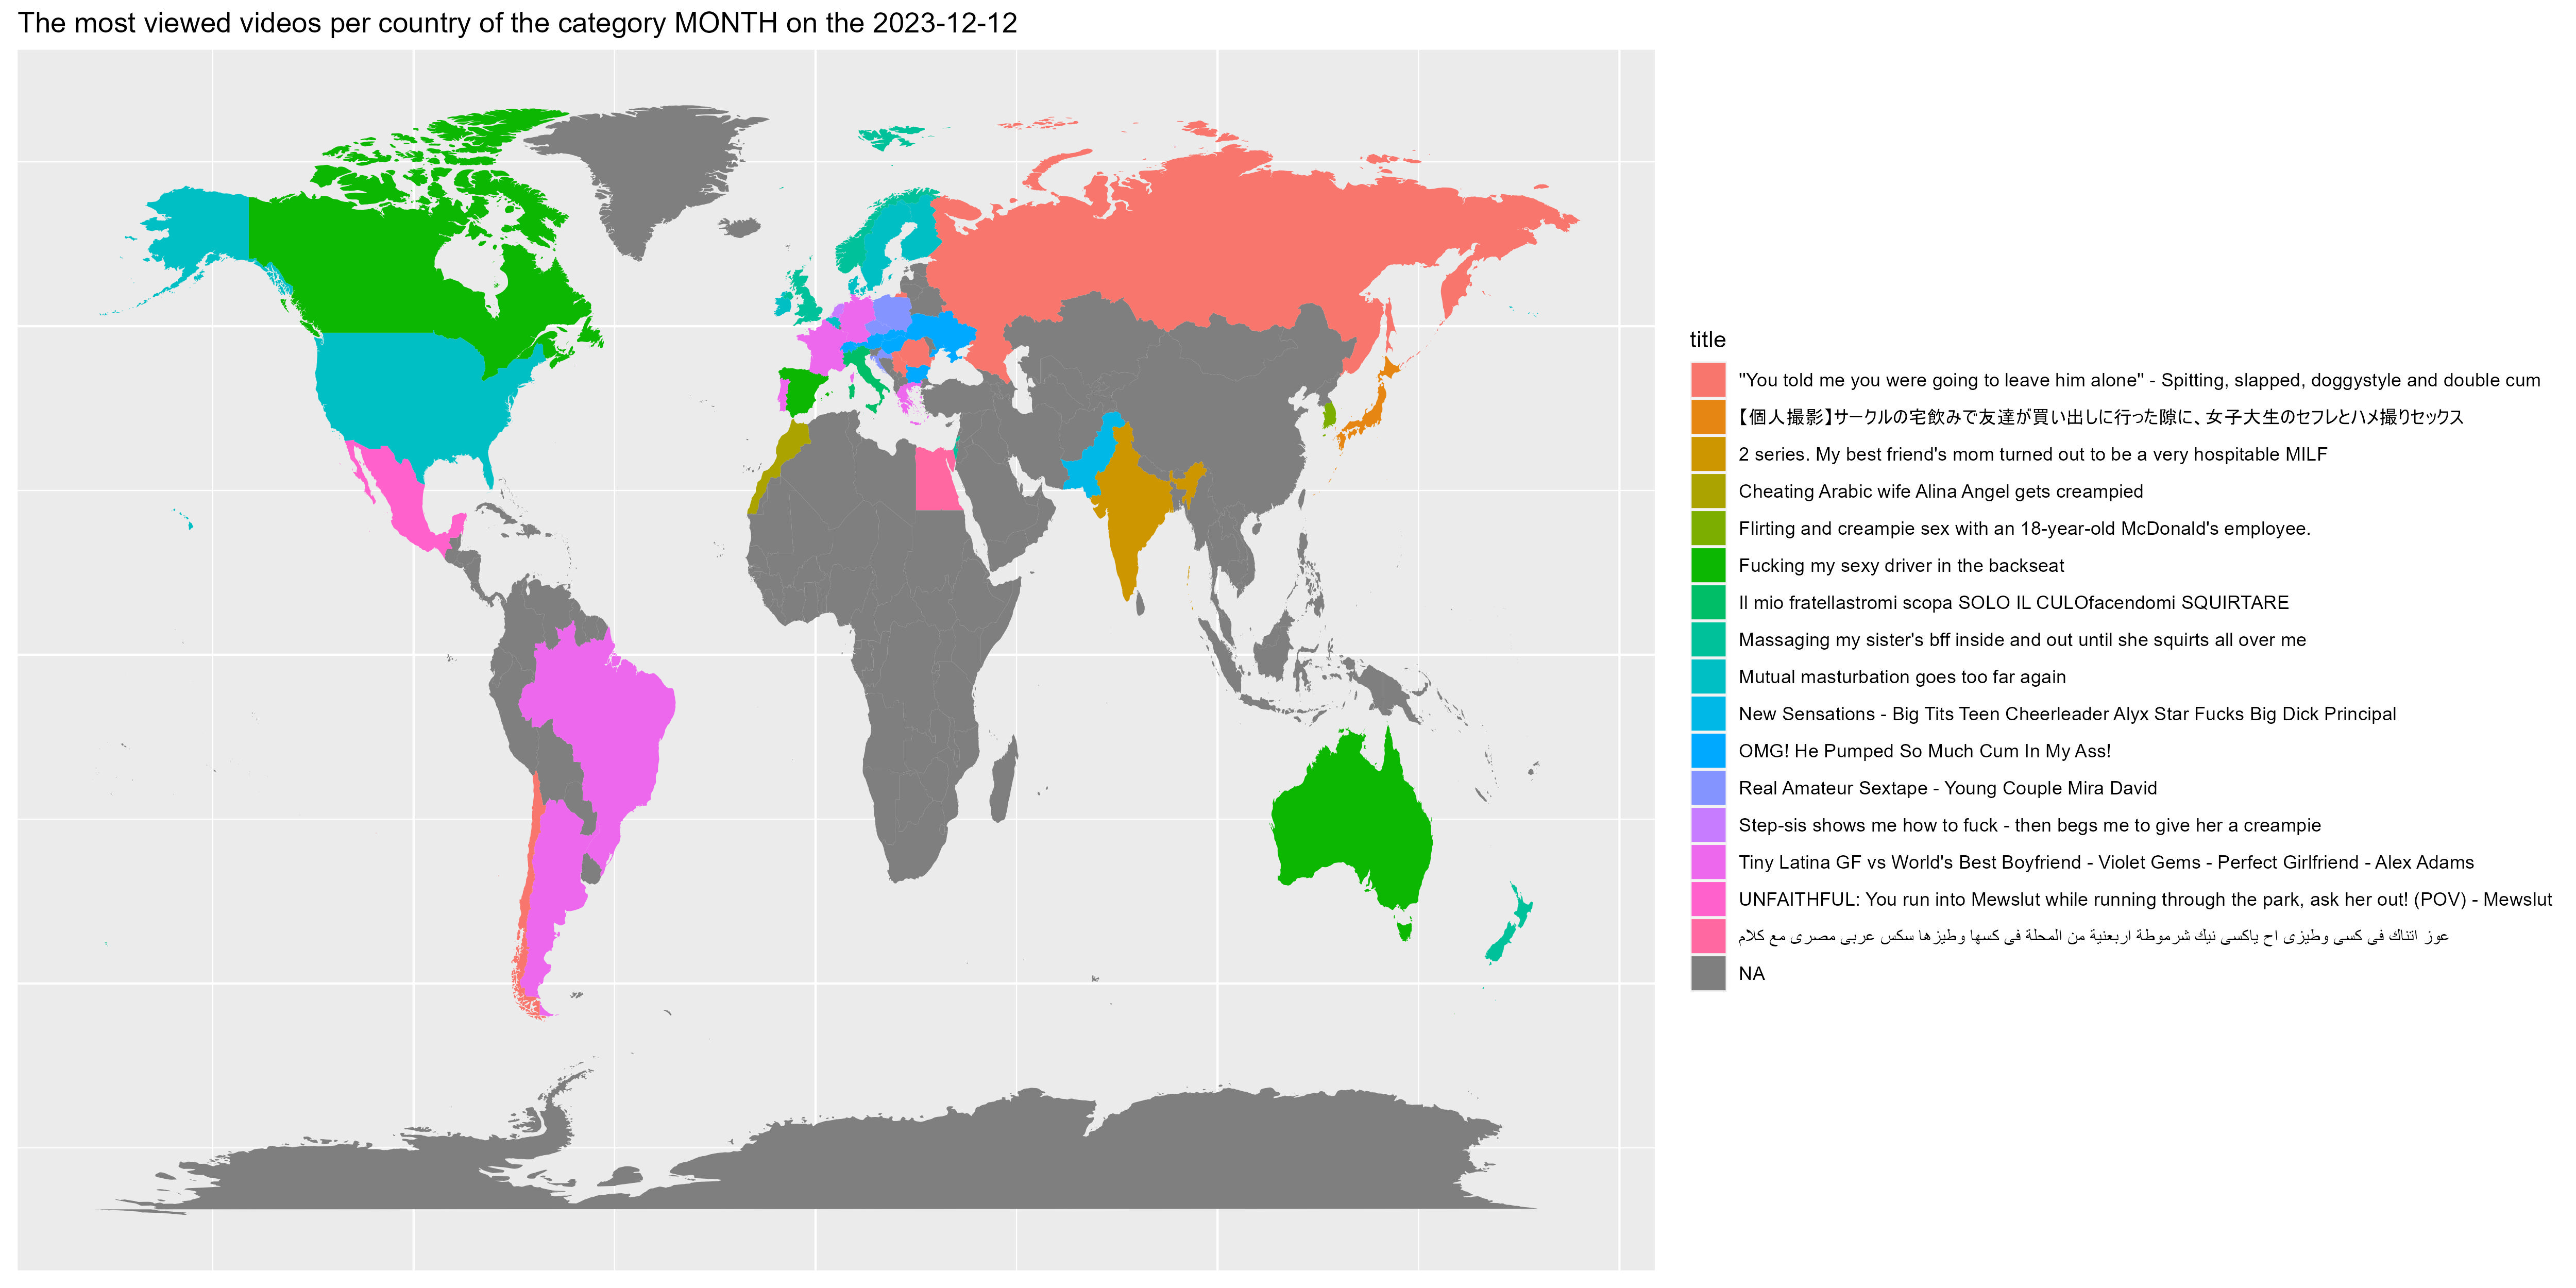 The most viewed videos per country of the category MONTH on the 2023-12-12
title
"You told me you were going to leave him alone" - Spitting, slapped, doggystyle and double cum
【個人撮影】サークルの宅飲みで友達が買い出しに行った隙に、女子大生のセフレとハメ撮りセックス
2 series. My best friend's mom turned out to be a very hospitable MILF
Cheating Arabic wife Alina Angel gets creampied
Flirting and creampie sex with an 18-year-old McDonald's employee.
Fucking my sexy driver in the backseat
Il mio fratellastromi scopa SOLO IL CULOfacendomi SQUIRTARE
Massaging my sister's bff inside and out until she squirts all over me
Mutual masturbation goes too far again
New Sensations - Big Tits Teen Cheerleader Alyx Star Fucks Big Dick Principal
OMG! He Pumped So Much Cum In My Ass!
Real Amateur Sextape - Young Couple Mira David
Step-sis shows me how to fuck - then begs me to give her a creampie
Tiny Latina GF vs World's Best Boyfriend - Violet Gems - Perfect Girlfriend - Alex Adams
UNFAITHFUL: You run into Mewslut while running through the park, ask her out! (POV) - Mewslut
عوز اتناك فى كسى وطيزى اح ياكسى نيك شرموطة اربعنية من المحلة فى كسها وطيزها سكس عربى مصرى مع كلام
NA